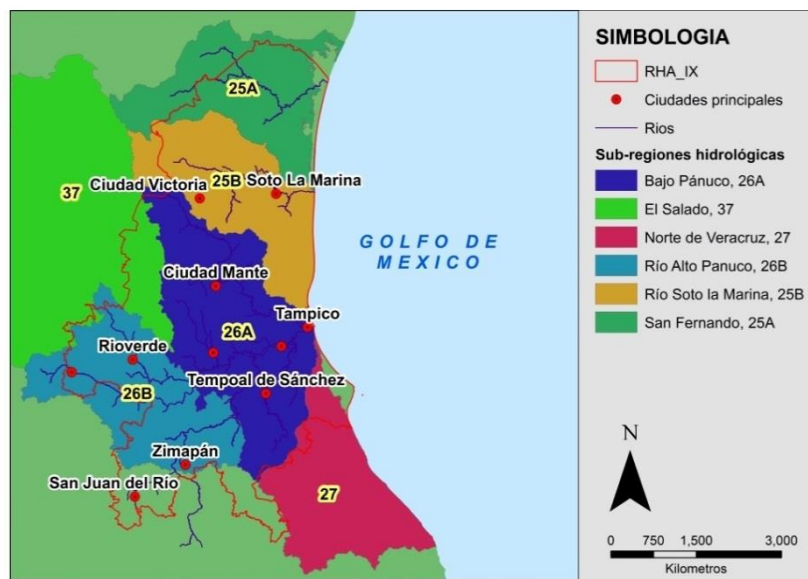 25A
25B
Ciudad Victoria
Soto La Marina
37
GOLFO DE
MEXICO
Ciudad Mante
Tampico
26A
Rioverde
Tempoal de Sánchez
26B
Zimapán
San Juan del Río
27
SIMBOLOGIA
RHA_IX
Ciudades principales
Rios
Sub-regiones hidrológicas
Bajo Pánuco, 26A
El Salado, 37
Norte de Veracruz, 27
Río Alto Panuco, 26B
Río Soto la Marina, 25B
San Fernando, 25A
N
0 750 1,500 3,000
Kilometros